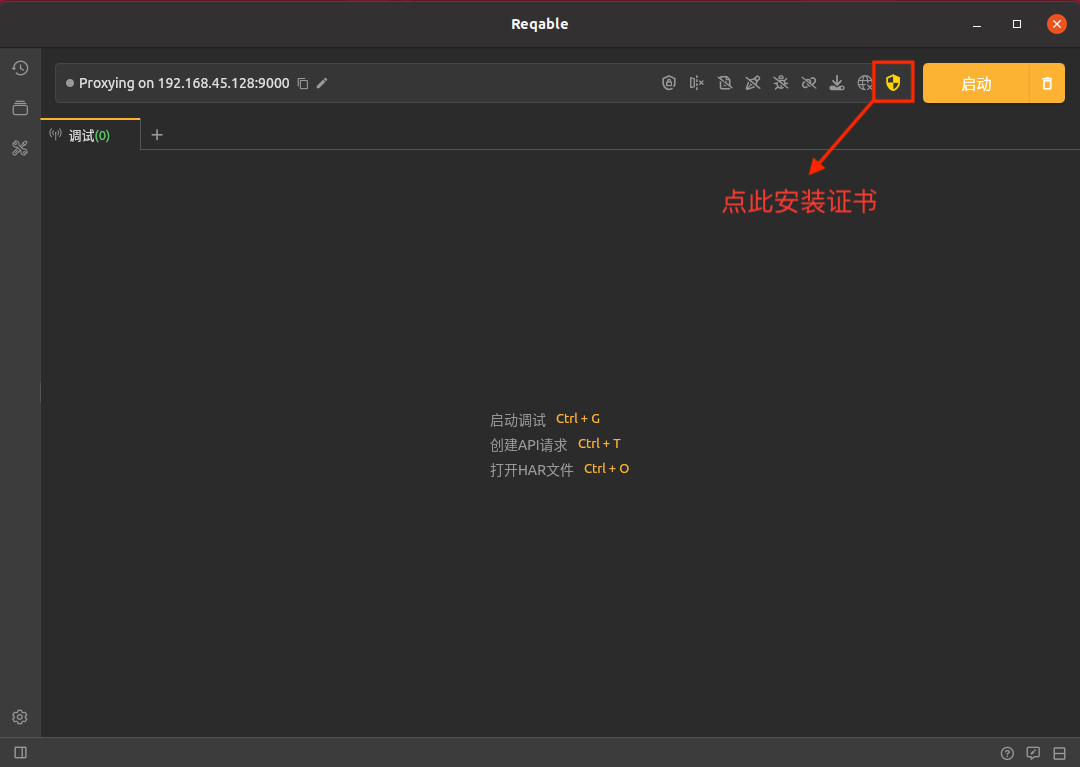 Reqable
Proxying on 192.168.45.128:9000
启动
调试(0)
点此安装证书
启动调试 Ctrl + G
创建API请求 Ctrl + T
打开HAR文件 Ctrl + O